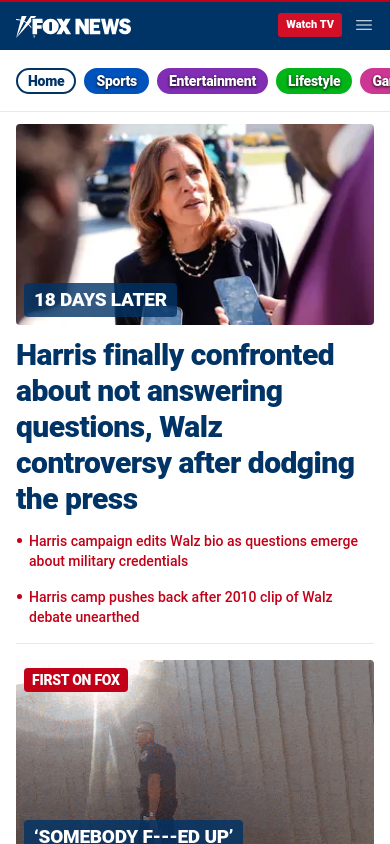 FOX NEWS
Watch TV
Home
Sports
Entertainment
Lifestyle
Ga
18 DAYS LATER
Harris finally confronted
about not answering
questions, Walz
controversy after dodging
the press
Harris campaign edits Walz bio as questions emerge
about military credentials
Harris camp pushes back after 2010 clip of Walz
debate unearthed
FIRST ON FOX
‘SOMEBODY F---ED UP’